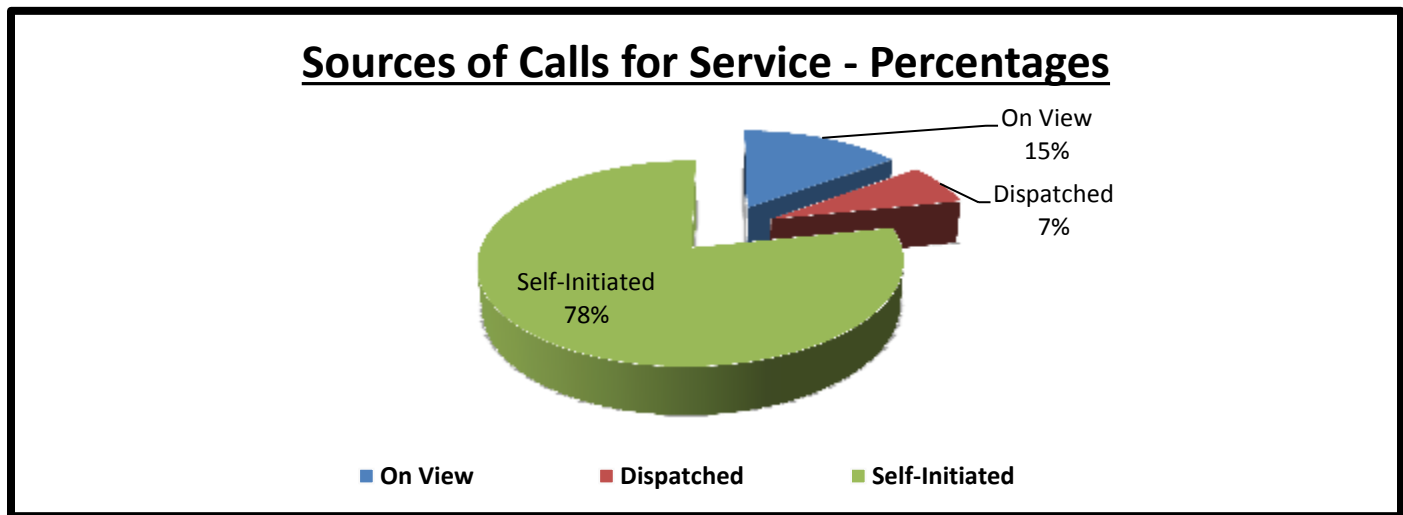 Sources of Calls for Service - Percentages
On View
15%
Dispatched
7%
Self-Initiated
78%
On View Dispatched Self-Initiated